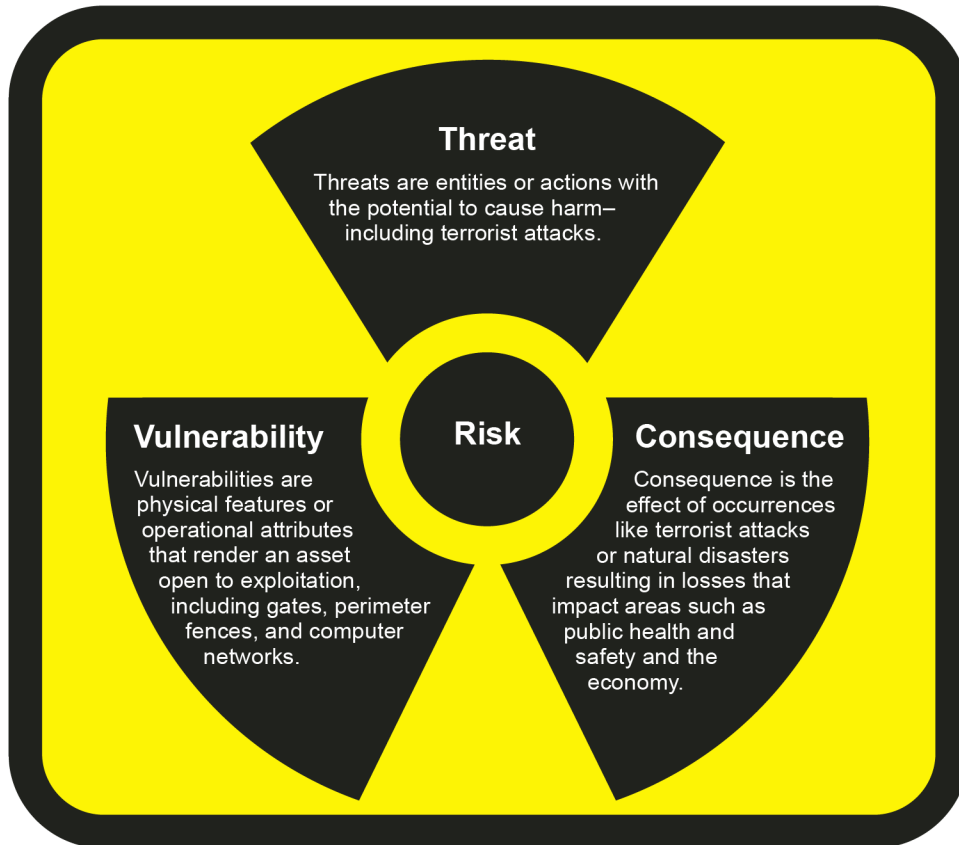 Threat
Threats are entities or actions with
the potential to cause harm–
including terrorist attacks.
Risk
Vulnerability
Vulnerabilities are
physical features or
operational attributes
that render an asset
open to exploitation,
including gates, perimeter
fences, and computer
networks.
Consequence
Consequence is the
effect of occurrences
like terrorist attacks
or natural disasters
resulting in losses that
impact areas such as
public health and
safety and the
economy.